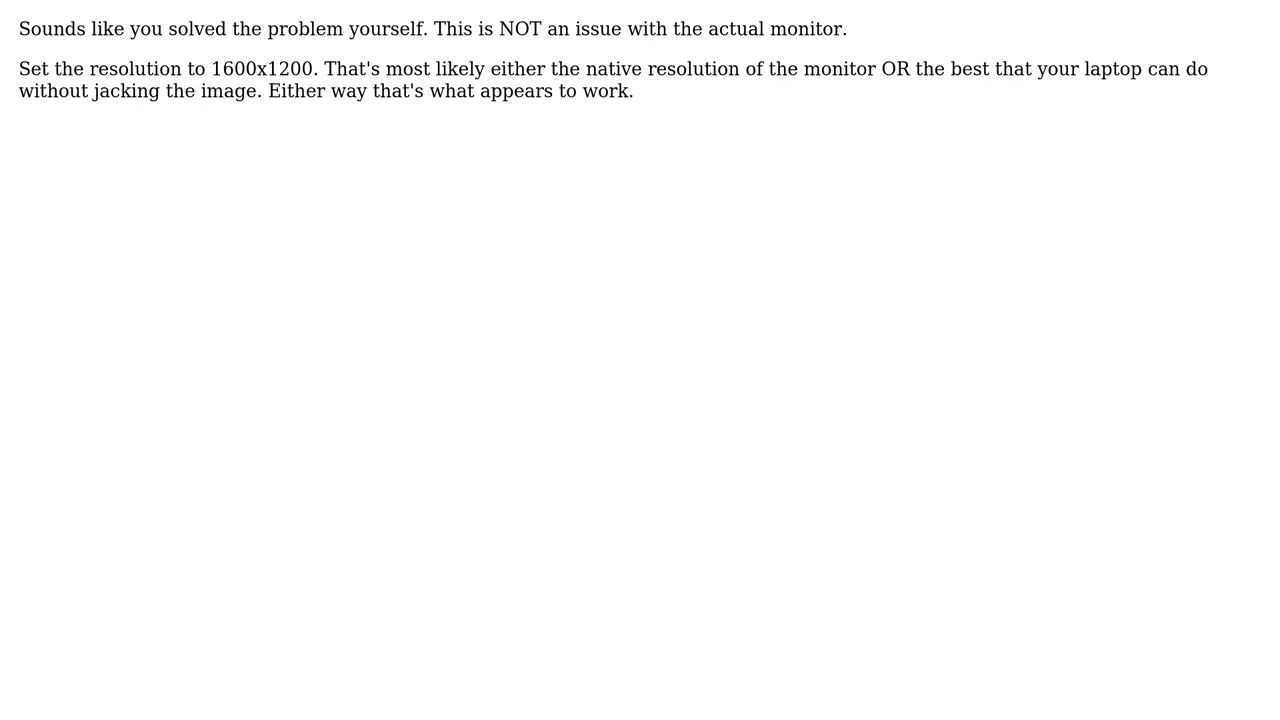 Sounds like you solved the problem yourself. This is NOT an issue with the actual monitor.
Set the resolution to 1600x1200. That's most likely either the native resolution of the monitor OR the best that your laptop can do
without jacking the image. Either way that's what appears to work.